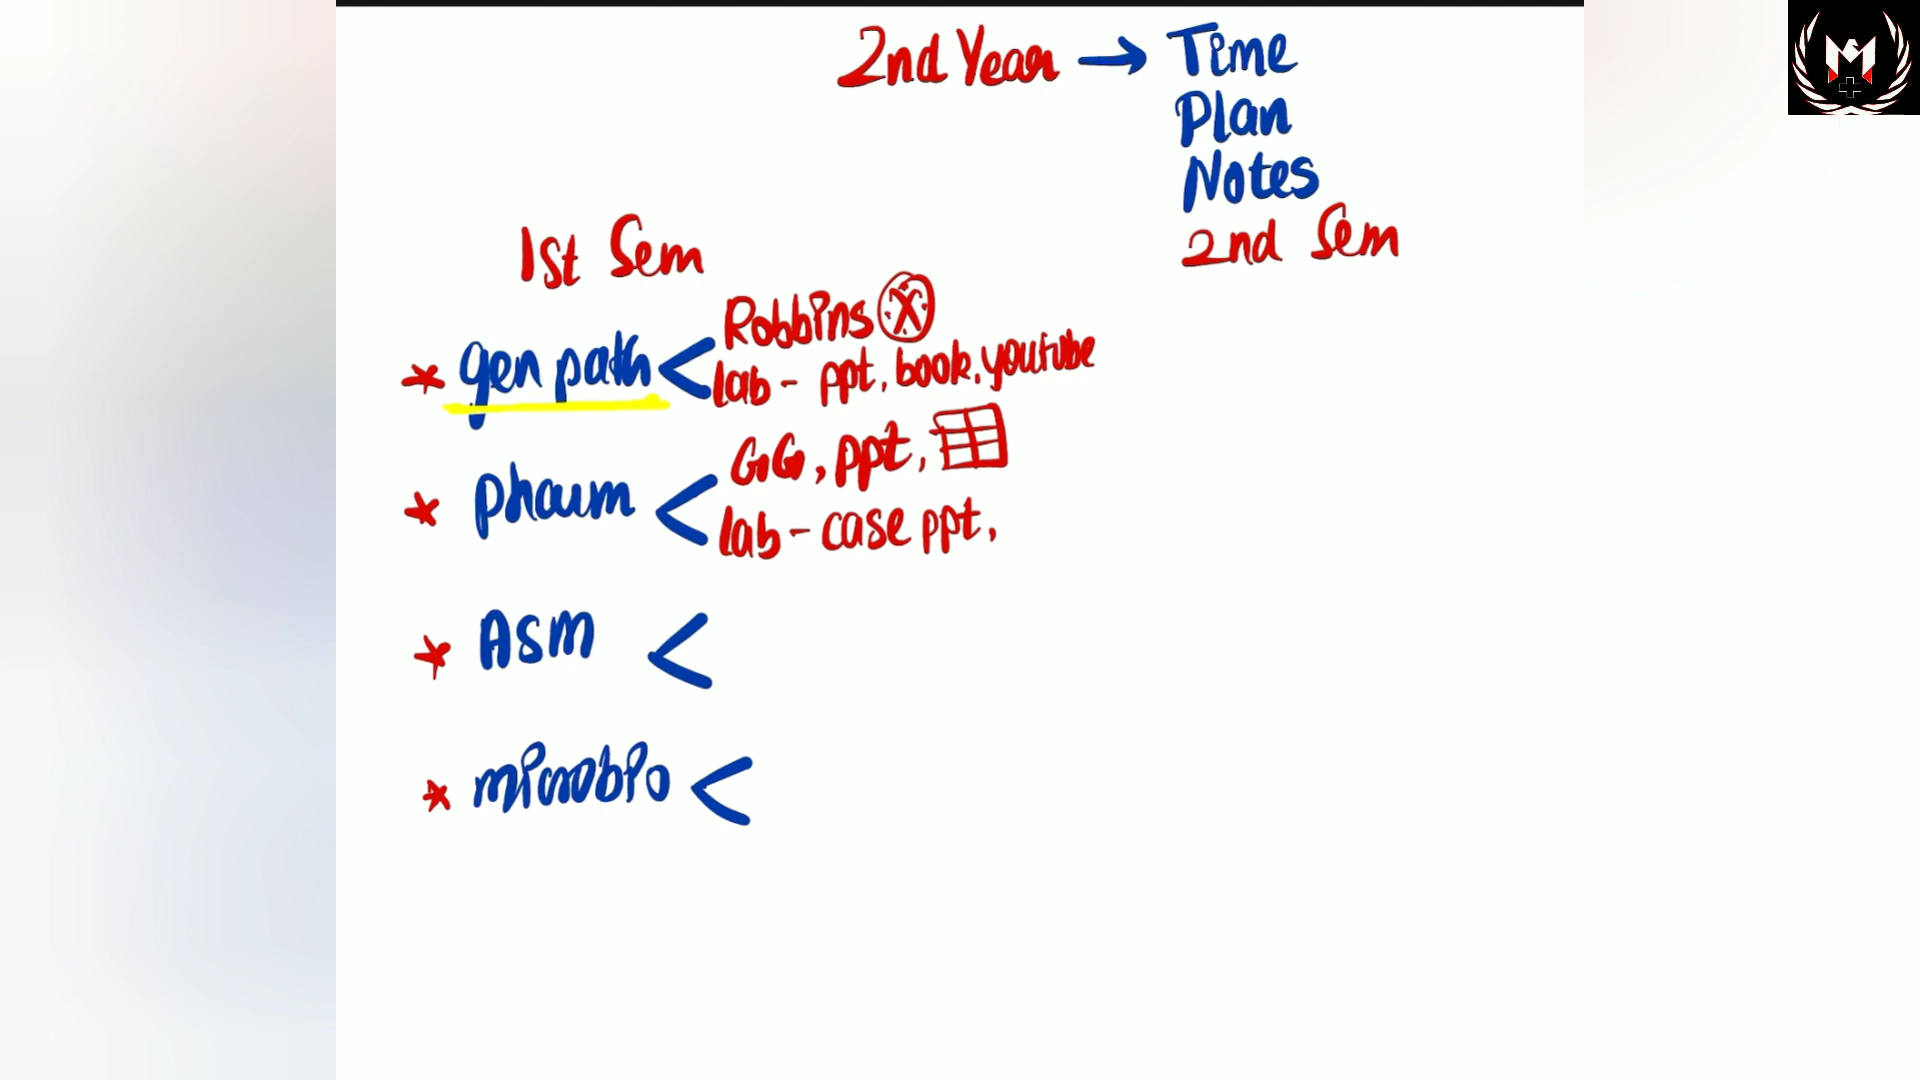 2nd Year → Time
Plan
Notes
1st Sem
2nd Sem
* gen path < Robbins
lab - ppt, book, youtube
* pharm < GG, ppt,
lab - case ppt,
* ASM <
* microbio <